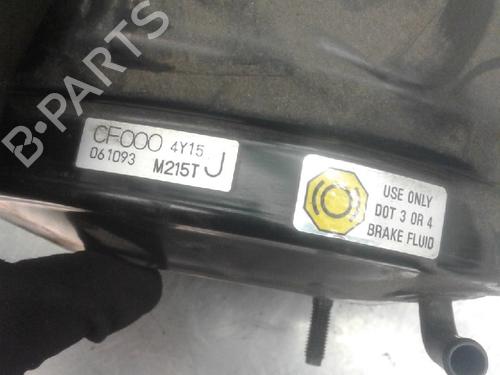 CF000 4Y15
061093 M215T J
USE ONLY
DOT 3 OR 4
BRAKE FLUID
B-PARTS